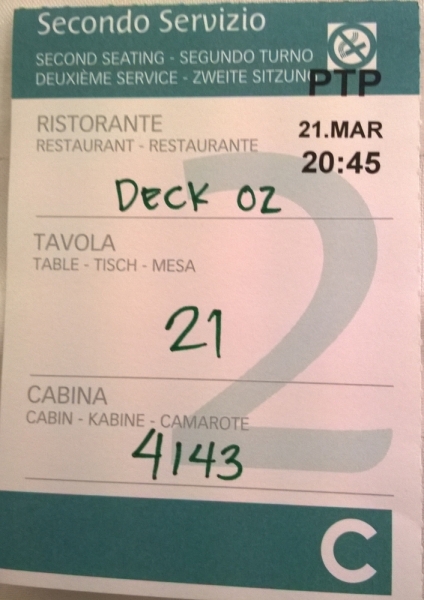 Secondo Servizio
SECOND SEATING - SEGUNDO TURNO
DEUXIÈME SERVICE - ZWEITE SITZUNG
PTP
RISTORANTE
RESTAURANT - RESTAURANTE
21.MAR
20:45
DECK 02
TAVOLA
TABLE - TISCH - MESA
21
2
CABINA
CABIN - KABINE - CAMAROTE
4143
C